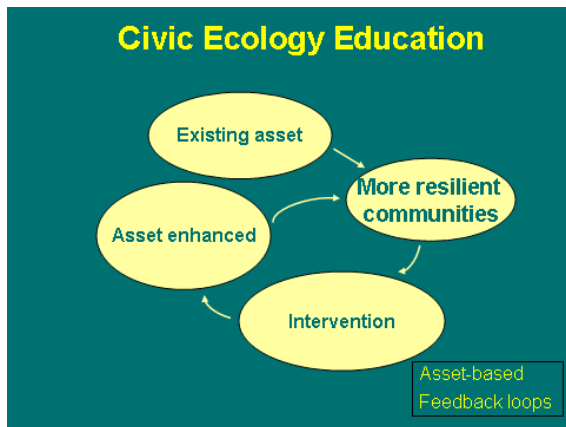 Civic Ecology Education
Existing asset
More resilient
communities
Asset enhanced
Intervention
Asset-based
Feedback loops